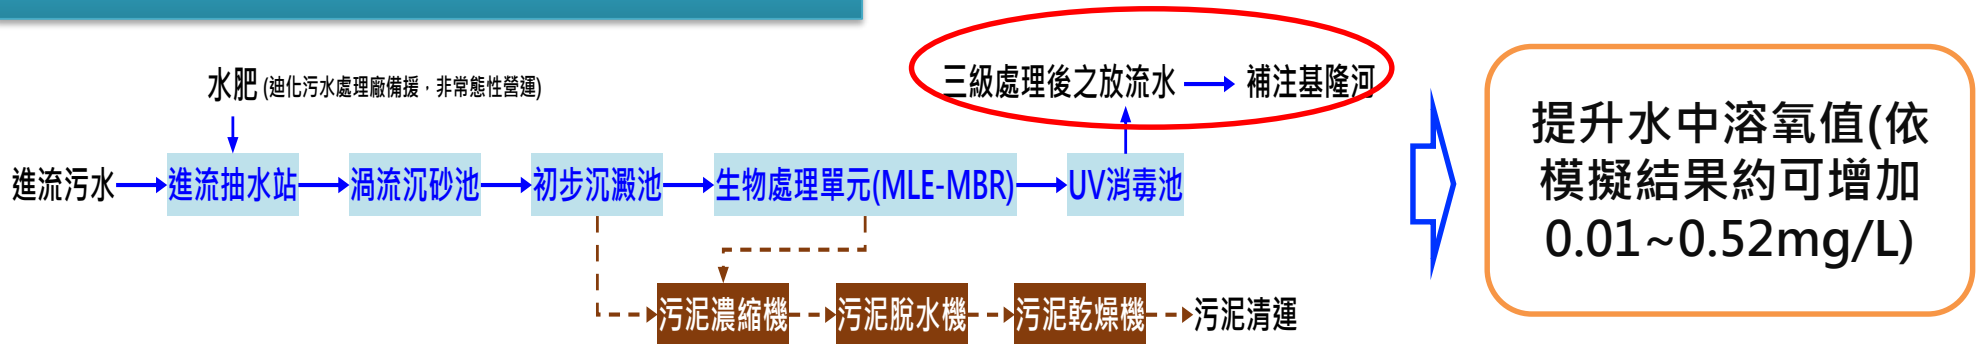 三級處理後之放流水 補注基隆河
水肥 (迪化污水處理廠備援，非常態性營運)
進流污水 進流抽水站 渦流沉砂池 初步沉澱池 生物處理單元(MLE-MBR) UV消毒池
污泥濃縮機 污泥脫水機 污泥乾燥機 污泥清運
提升水中溶氧值(依
模擬結果約可增加
0.01~0.52mg/L)